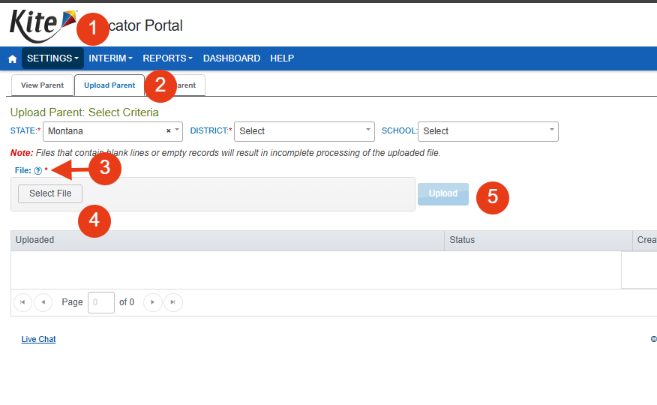 Kite 1 cator Portal
SETTINGS INTERIM REPORTS DASHBOARD HELP
View Parent Upload Parent 2 arent
Upload Parent: Select Criteria
STATE:* Montana × DISTRICT:* Select SCHOOL: Select
Note: Files that contain blank lines or empty records will result in incomplete processing of the uploaded file.
File: ? * 3
Select File Upload 5
4
Uploaded Status Crea
Page 0 of 0
Live Chat ©